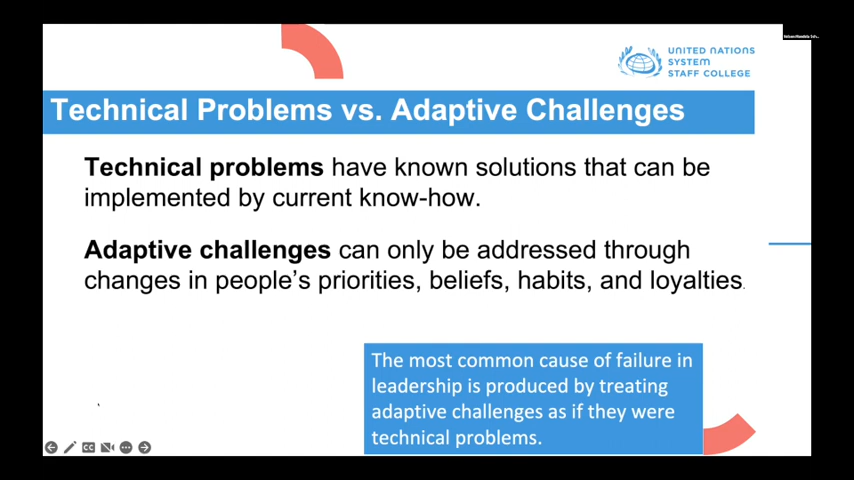 UNITED NATIONS
SYSTEM
STAFF COLLEGE
Technical Problems vs. Adaptive Challenges
Technical problems have known solutions that can be
implemented by current know-how.
Adaptive challenges can only be addressed through
changes in people’s priorities, beliefs, habits, and loyalties.
The most common cause of failure in
leadership is produced by treating
adaptive challenges as if they were
technical problems.
CC